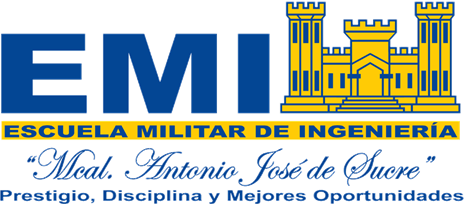 EMI
ESCUELA MILITAR DE INGENIERÍA
“Mcal. Antonio José de Sucre”
Prestigio, Disciplina y Mejores Oportunidades